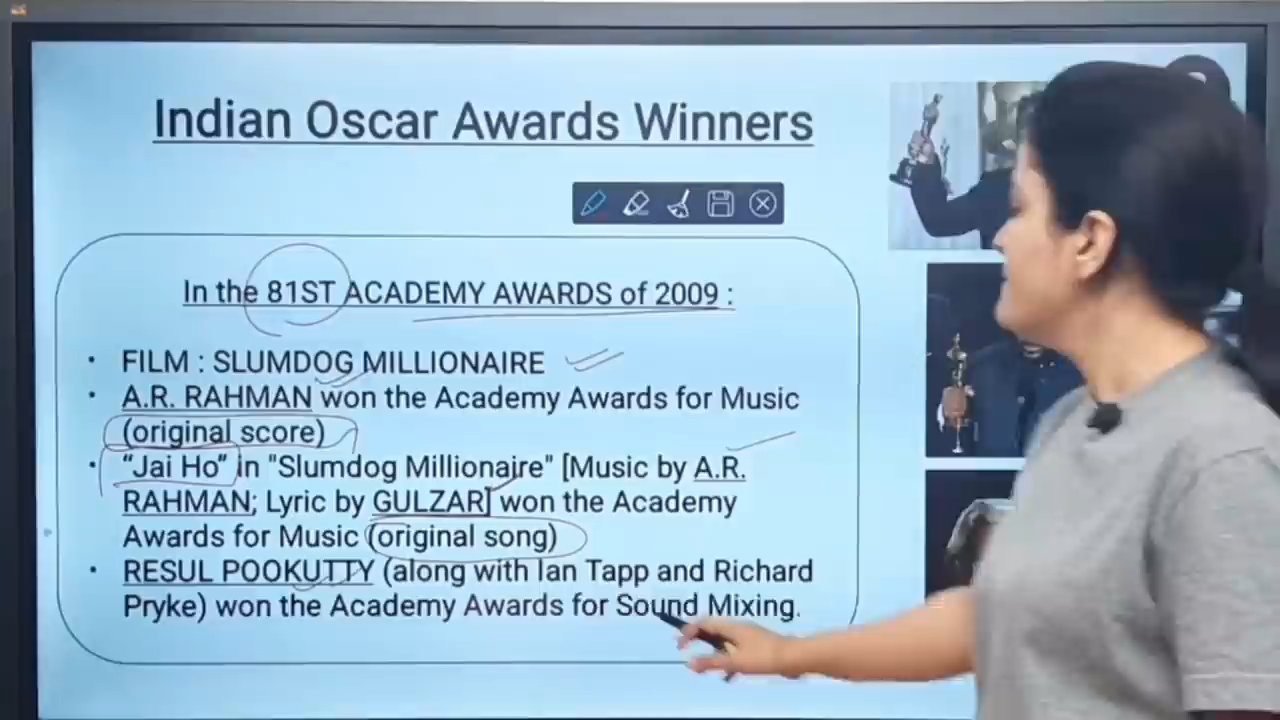 Indian Oscar Awards Winners
In the 81ST ACADEMY AWARDS of 2009 :
• FILM : SLUMDOG MILLIONAIRE
• A.R. RAHMAN won the Academy Awards for Music
(original score)
• “Jai Ho” in "Slumdog Millionaire" [Music by A.R.
RAHMAN; Lyric by GULZAR] won the Academy
Awards for Music (original song)
• RESUL POOKUTTY (along with Ian Tapp and Richard
Pryke) won the Academy Awards for Sound Mixing.